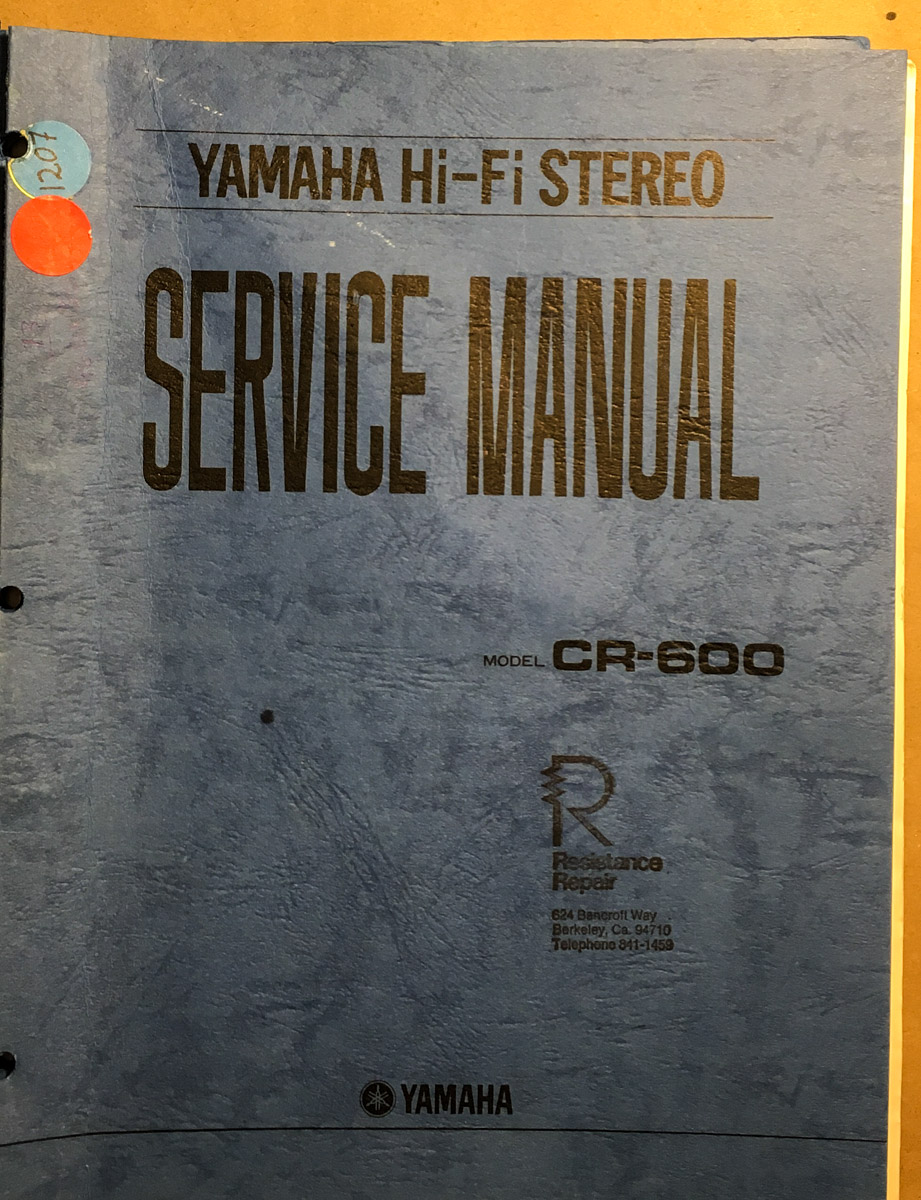 1207
YAMAHA Hi-Fi STEREO
SERVICE MANUAL
MODEL CR-600
R
Resistance
Repair
624 Bancroft Way
Berkeley, Ca. 94710
Telephone 841-1459
YAMAHA